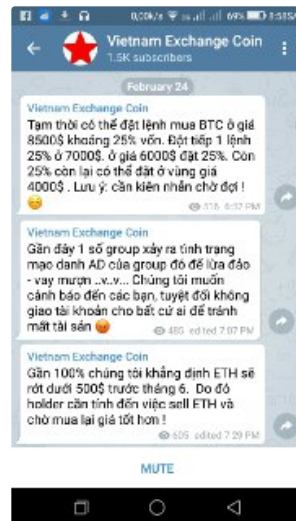 0,00k/s 69% 8:58SA
Vietnam Exchange Coin
1.5K subscribers
February 24
Vietnam Exchange Coin
Tạm thời có thể đặt lệnh mua BTC ở giá
8500$ khoảng 25% vốn. Đặt tiếp 1 lệnh
25% ở 7000$. ở giá 6000$ đặt 25%. Còn
25% còn lại có thể đặt ở vùng giá
4000$ . Lưu ý: cần kiên nhẫn chờ đợi !
516 6:32 PM
Vietnam Exchange Coin
Gần đây 1 số group xảy ra tình trạng
mạo danh AD của group đó để lừa đảo
- vay mượn ..v..v... Chúng tôi muốn
cảnh báo đến các bạn, tuyệt đối không
giao tài khoản cho bất cứ ai để tránh
mất tài sản
485 edited 7:07 PM
Vietnam Exchange Coin
Gần 100% chúng tôi khẳng định ETH sẽ
rớt dưới 500$ trước tháng 6. Do đó
holder cần tính đến việc sell ETH và
chờ mua lại giá tốt hơn !
605 edited 7:29 PM
MUTE